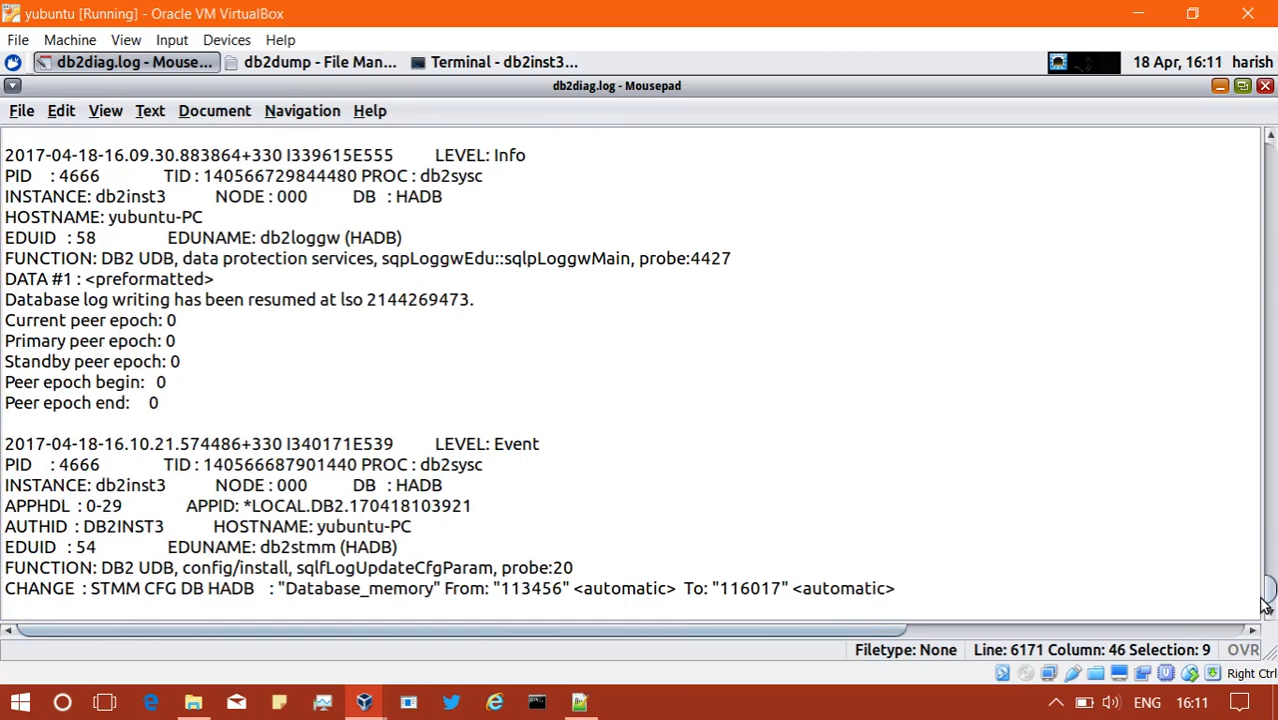 yubuntu [Running] - Oracle VM VirtualBox
File Machine View Input Devices Help
db2diag.log - Mouse... db2dump - File Man... Terminal - db2inst3... 18 Apr, 16:11 harish
db2diag.log - Mousepad
File Edit View Text Document Navigation Help
2017-04-18-16.09.30.883864+330 I339615E555 LEVEL: Info
PID : 4666 TID : 140566729844480 PROC : db2sysc
INSTANCE: db2inst3 NODE : 000 DB : HADB
HOSTNAME: yubuntu-PC
EDUID : 58 EDUNAME: db2loggw (HADB)
FUNCTION: DB2 UDB, data protection services, sqpLoggwEdu::sqlpLoggwMain, probe:4427
DATA #1 : <preformatted>
Database log writing has been resumed at lso 2144269473.
Current peer epoch: 0
Primary peer epoch: 0
Standby peer epoch: 0
Peer epoch begin: 0
Peer epoch end: 0
2017-04-18-16.10.21.574486+330 I340171E539 LEVEL: Event
PID : 4666 TID : 140566687901440 PROC : db2sysc
INSTANCE: db2inst3 NODE : 000 DB : HADB
APPHDL : 0-29 APPID: *LOCAL.DB2.170418103921
AUTHID : DB2INST3 HOSTNAME: yubuntu-PC
EDUID : 54 EDUNAME: db2stmm (HADB)
FUNCTION: DB2 UDB, config/install, sqlfLogUpdateCfgParam, probe:20
CHANGE : STMM CFG DB HADB : "Database_memory" From: "113456" <automatic> To: "116017" <automatic>
Filetype: None Line: 6171 Column: 46 Selection: 9 OVR
Right Ctrl
ENG 16:11